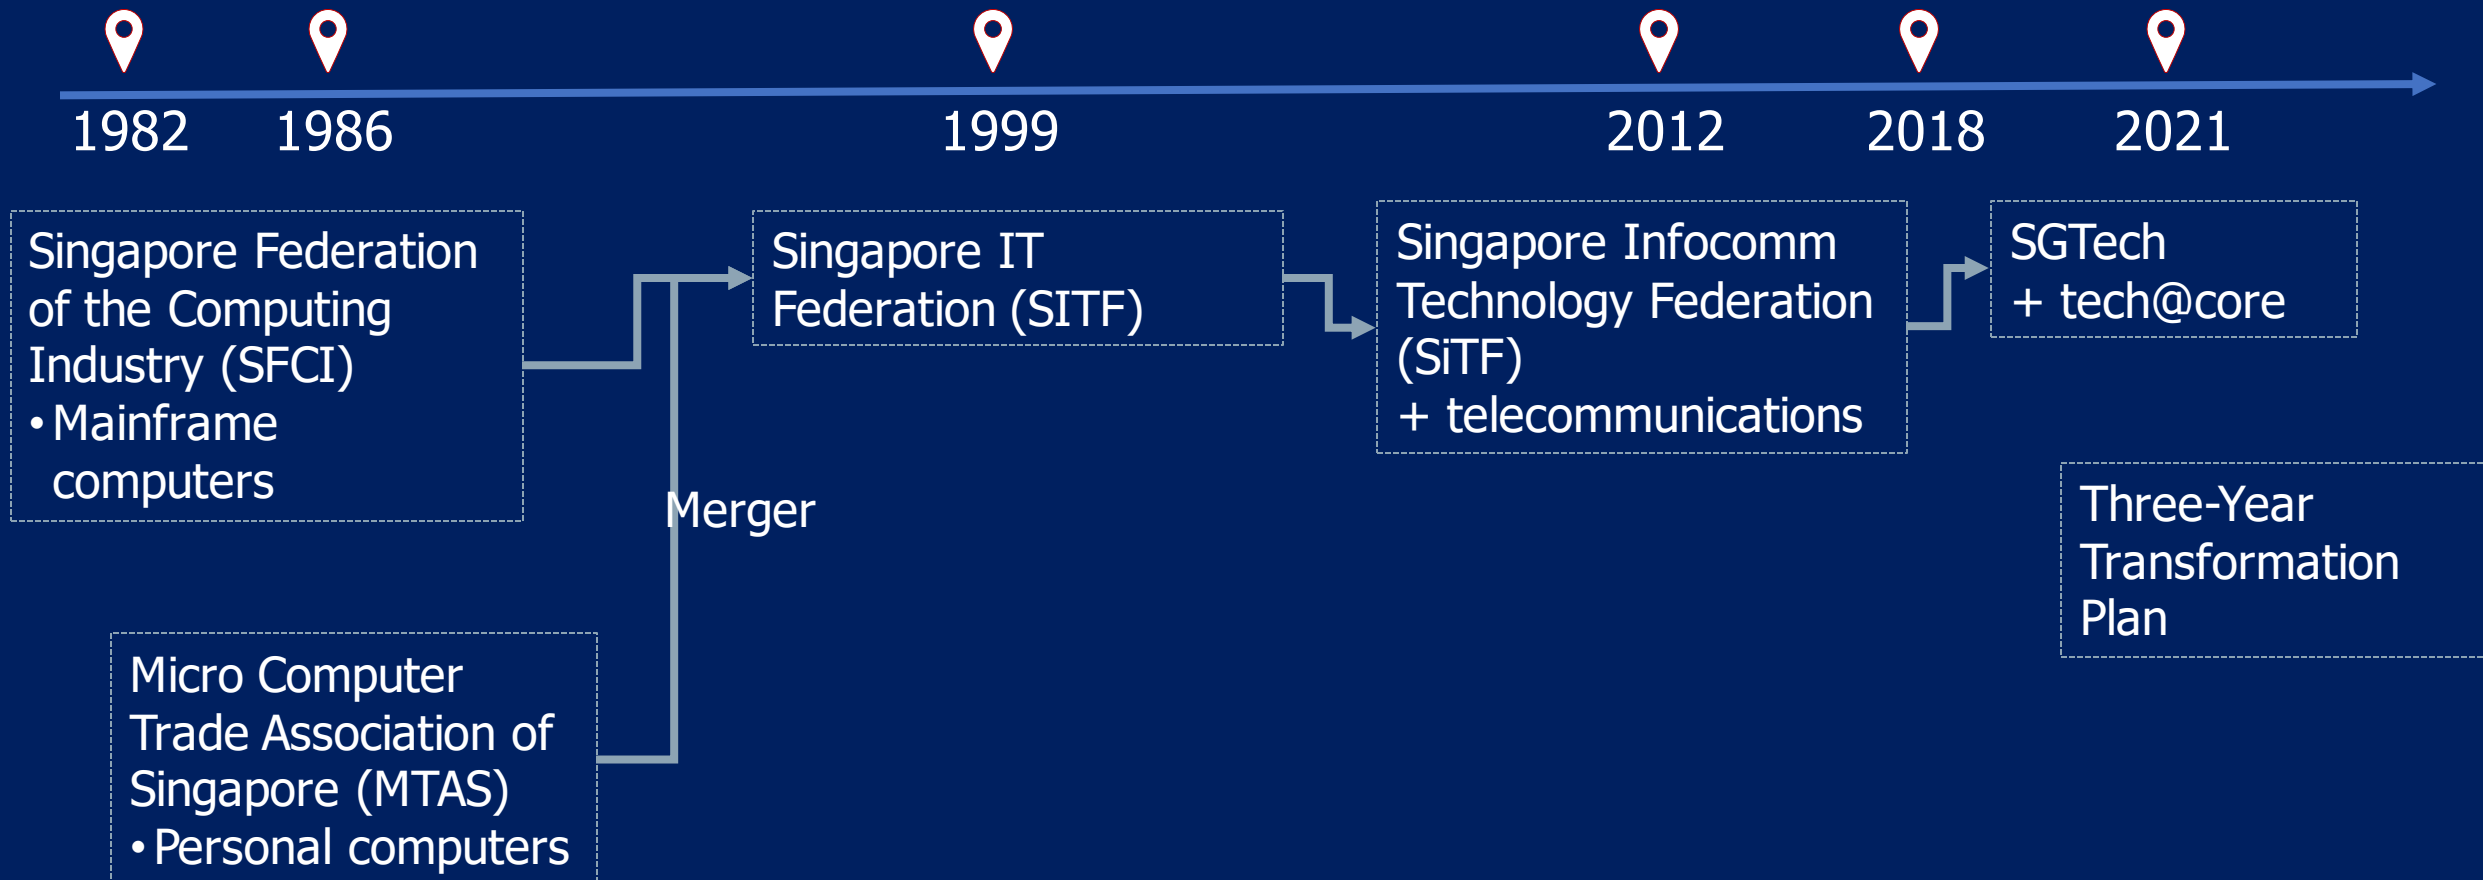 1982
1986
1999
2012
2018
2021
Singapore Federation
of the Computing
Industry (SFCI)
• Mainframe
computers
Singapore IT
Federation (SITF)
Singapore Infocomm
Technology Federation
(SiTF)
+ telecommunications
SGTech
+ tech@core
Merger
Three-Year
Transformation
Plan
Micro Computer
Trade Association of
Singapore (MTAS)
• Personal computers